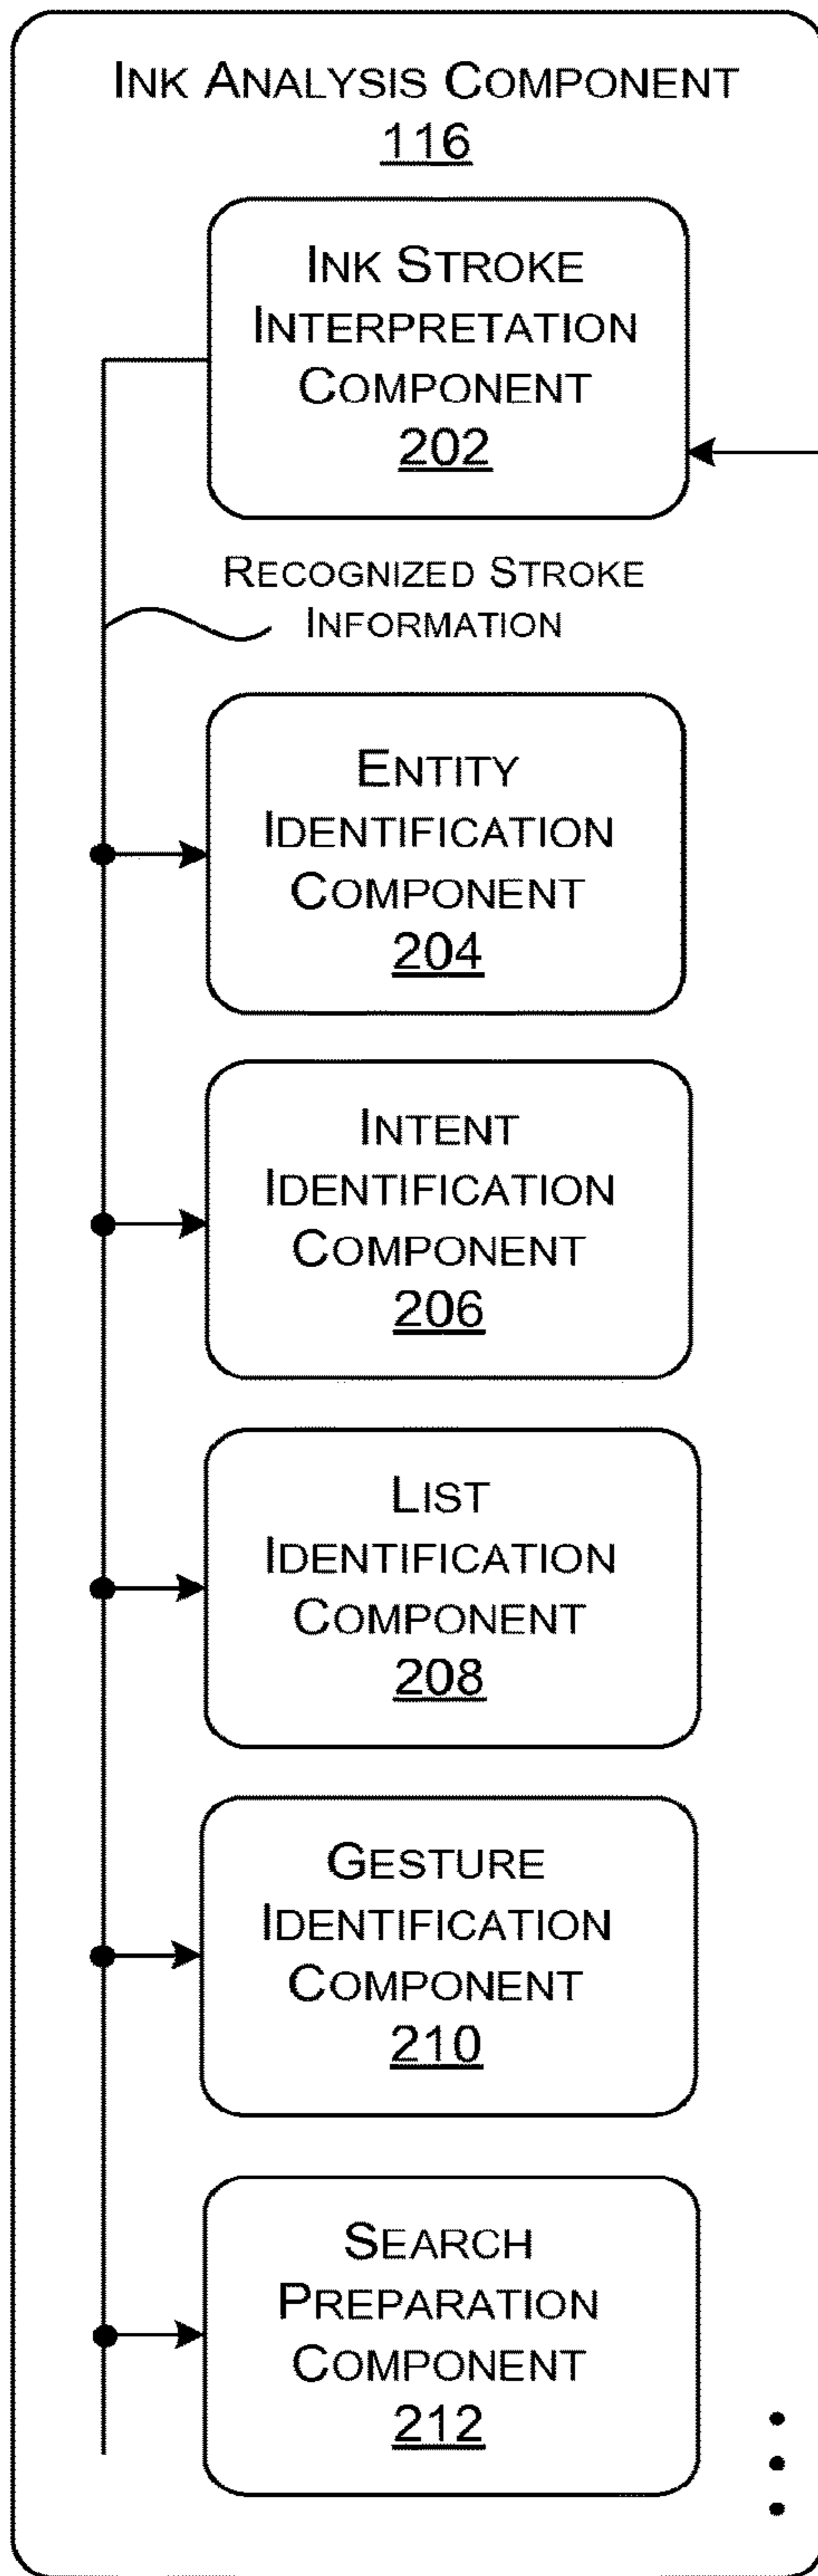 INK ANALYSIS COMPONENT
116
INK STROKE
INTERPRETATION
COMPONENT
202
RECOGNIZED STROKE
INFORMATION
ENTITY
IDENTIFICATION
COMPONENT
204
INTENT
IDENTIFICATION
COMPONENT
206
LIST
IDENTIFICATION
COMPONENT
208
GESTURE
IDENTIFICATION
COMPONENT
210
SEARCH
PREPARATION
COMPONENT
212